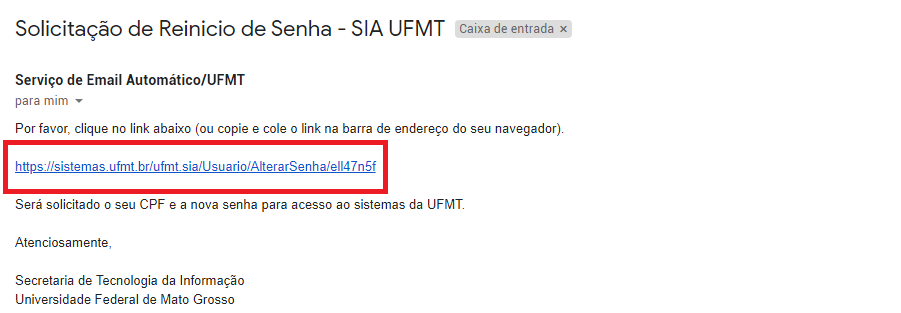 Solicitação de Reinicio de Senha - SIA UFMT Caixa de entrada ×
Serviço de Email Automático/UFMT
para mim
Por favor, clique no link abaixo (ou copie e cole o link na barra de endereço do seu navegador).
https://sistemas.ufmt.br/ufmt.sia/Usuario/AlterarSenha/ell47n5f
Será solicitado o seu CPF e a nova senha para acesso ao sistemas da UFMT.
Atenciosamente,
Secretaria de Tecnologia da Informação
Universidade Federal de Mato Grosso